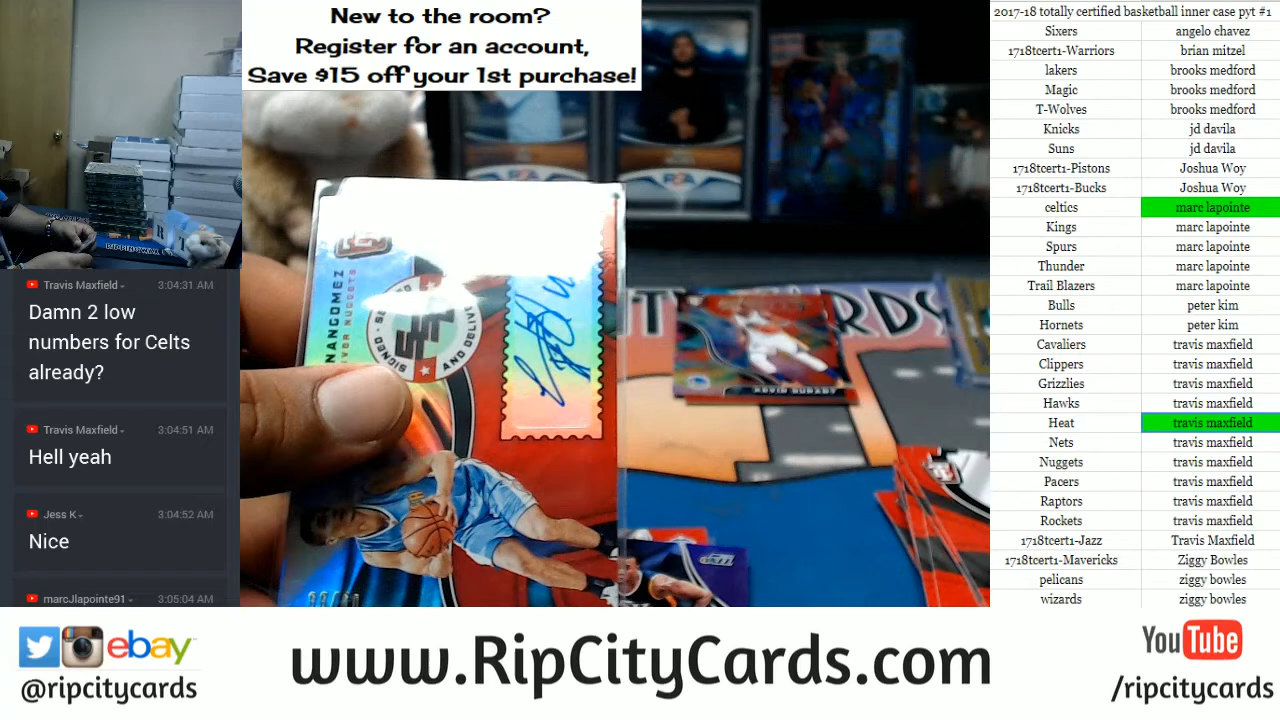 New to the room?
Register for an account,
Save $15 off your 1st purchase!
Travis Maxfield 3:04:31 AM
Damn 2 low
numbers for Celts
already?
Travis Maxfield 3:04:51 AM
Hell yeah
Jess K 3:04:52 AM
Nice
marcJlapointe91 3:05:04 AM
NANGOMEZ
SIGNED
AND DELIVE
KEVIN DURANT
2017-18 totally certified basketball inner case pyt #1
Sixers angelo chavez
1718tcert1-Warriors brian mitzel
lakers brooks medford
Magic brooks medford
T-Wolves brooks medford
Knicks jd davila
Suns jd davila
1718tcert1-Pistons Joshua Woy
1718tcert1-Bucks Joshua Woy
celtics marc lapointe
Kings marc lapointe
Spurs marc lapointe
Thunder marc lapointe
Trail Blazers marc lapointe
Bulls peter kim
Hornets peter kim
Cavaliers travis maxfield
Clippers travis maxfield
Grizzlies travis maxfield
Hawks travis maxfield
Heat travis maxfield
Nets travis maxfield
Nuggets travis maxfield
Pacers travis maxfield
Raptors travis maxfield
Rockets travis maxfield
1718tcert1-Jazz Travis Maxfield
1718tcert1-Mavericks Ziggy Bowles
pelicans ziggy bowles
wizards ziggy bowles
ebay
@ripcitycards
www.RipCityCards.com
YouTube
/ripcitycards